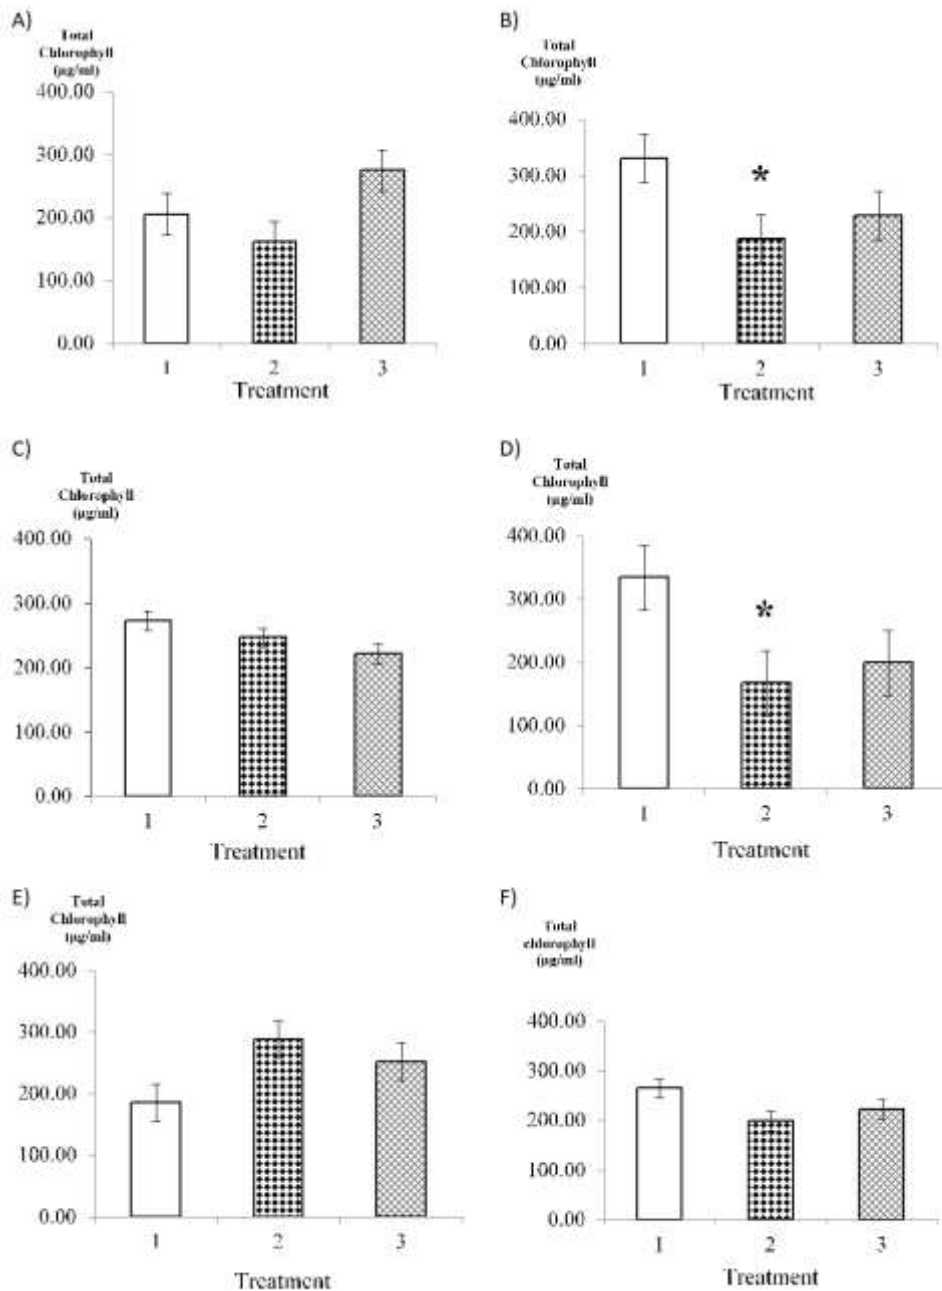 A)
Total
Chlorophyll
(µg/ml)
400.00
300.00
200.00
100.00
0.00
1 2 3
Treatment
B)
Total
Chlorophyll
(µg/ml)
400.00
300.00
*
200.00
100.00
0.00
1 2 3
Treatment
C)
Total
Chlorophyll
(µg/ml)
400.00
300.00
200.00
100.00
0.00
1 2 3
Treatment
D)
Total
Chlorophyll
(µg/ml)
400.00
300.00
*
200.00
100.00
0.00
1 2 3
Treatment
E)
Total
Chlorophyll
(µg/ml)
400.00
300.00
200.00
100.00
0.00
1 2 3
Treatment
F)
Total
chlorophyll
(µg/ml)
400.00
300.00
200.00
100.00
0.00
1 2 3
Treatment